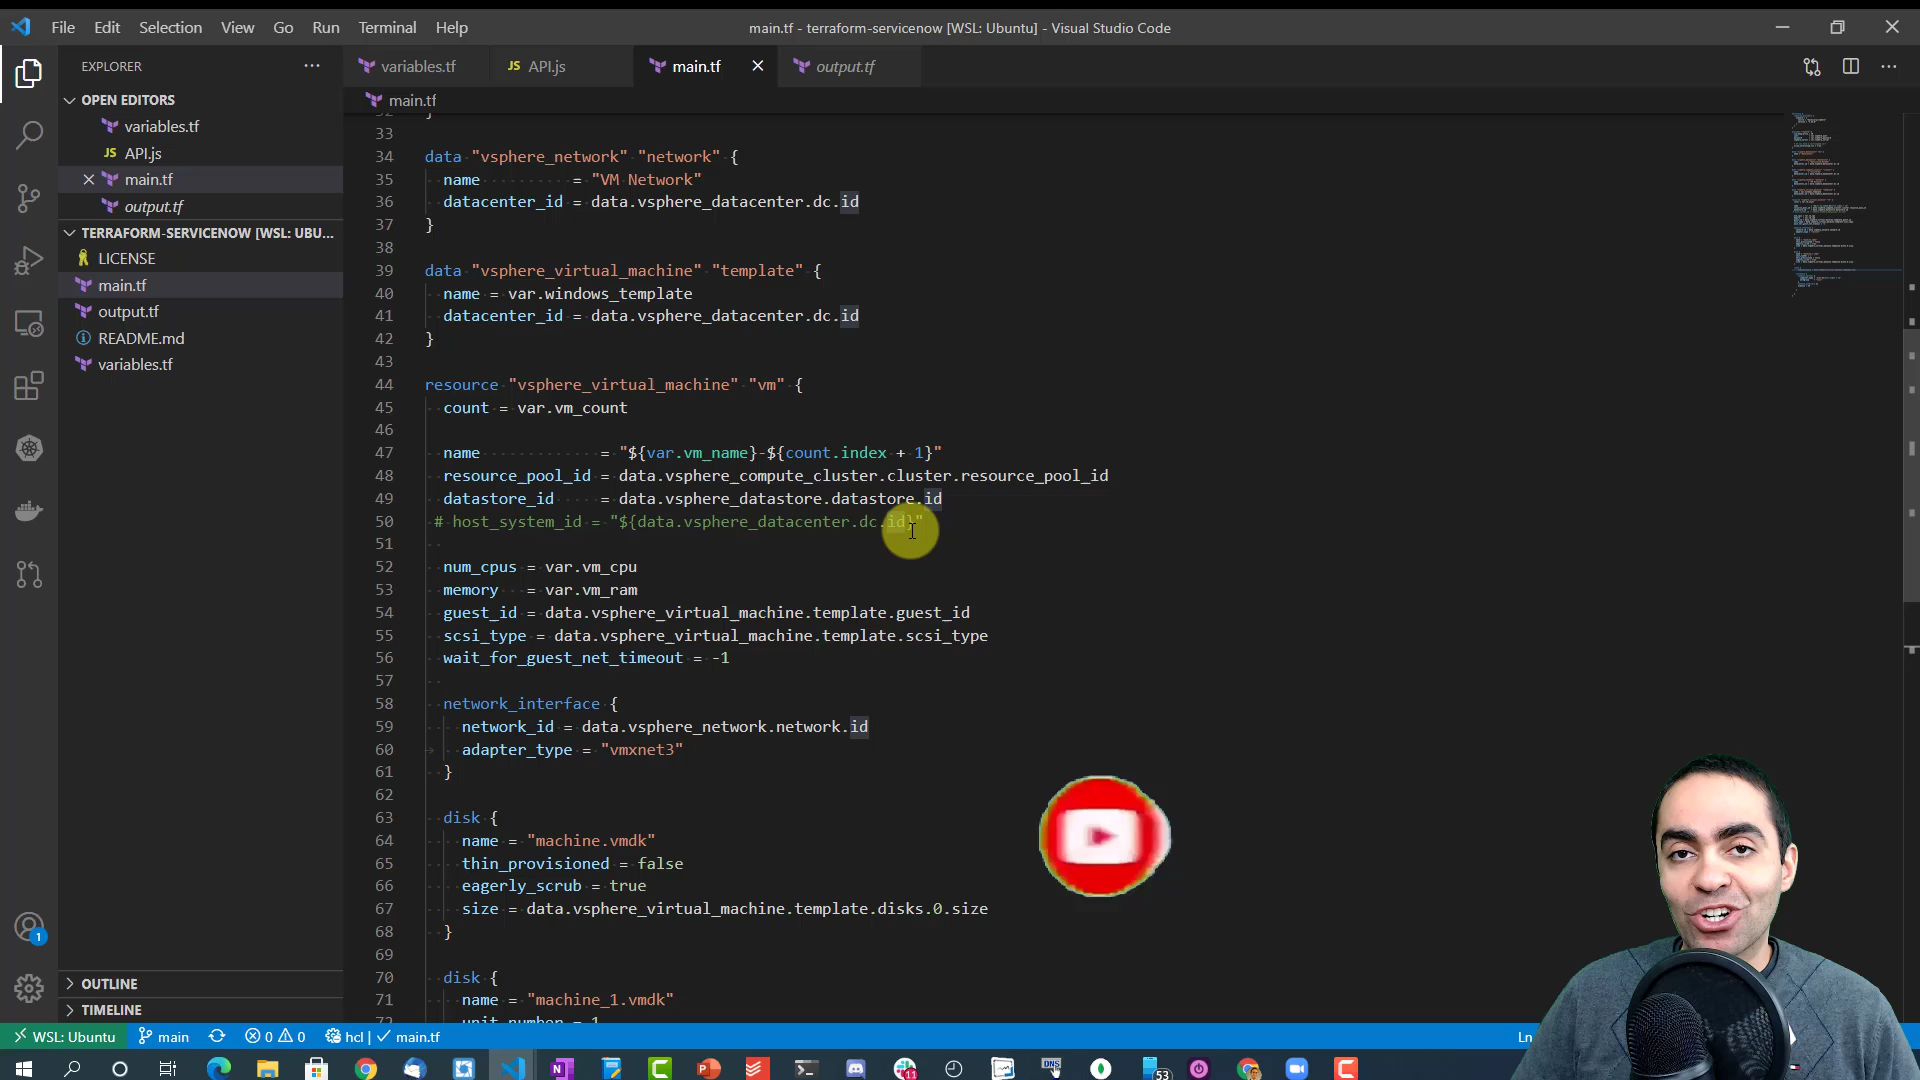 File Edit Selection View Go Run Terminal Help
main.tf - terraform-servicenow [WSL: Ubuntu] - Visual Studio Code
EXPLORER
variables.tf
JS API.js
main.tf
output.tf
OPEN EDITORS
variables.tf
JS API.js
main.tf
output.tf
TERRAFORM-SERVICENOW [WSL: UBU...
LICENSE
main.tf
output.tf
README.md
variables.tf
OUTLINE
TIMELINE
main.tf
32 }
33
34 data "vsphere_network" "network" {
35 name = "VM Network"
36 datacenter_id = data.vsphere_datacenter.dc.id
37 }
38
39 data "vsphere_virtual_machine" "template" {
40 name = var.windows_template
41 datacenter_id = data.vsphere_datacenter.dc.id
42 }
43
44 resource "vsphere_virtual_machine" "vm" {
45 count = var.vm_count
46
47 name = "${var.vm_name}-${count.index + 1}"
48 resource_pool_id = data.vsphere_compute_cluster.cluster.resource_pool_id
49 datastore_id = data.vsphere_datastore.datastore.id
50 # host_system_id = "${data.vsphere_datacenter.dc.id}"
51
52 num_cpus = var.vm_cpu
53 memory = var.vm_ram
54 guest_id = data.vsphere_virtual_machine.template.guest_id
55 scsi_type = data.vsphere_virtual_machine.template.scsi_type
56 wait_for_guest_net_timeout = -1
57
58 network_interface {
59 network_id = data.vsphere_network.network.id
60 adapter_type = "vmxnet3"
61 }
62
63 disk {
64 name = "machine.vmdk"
65 thin_provisioned = false
66 eagerly_scrub = true
67 size = data.vsphere_virtual_machine.template.disks.0.size
68 }
69
70 disk {
71 name = "machine_1.vmdk"
72 unit_number = 1
1
WSL: Ubuntu main 0 0 hcl | main.tf Ln
11
DNS
53